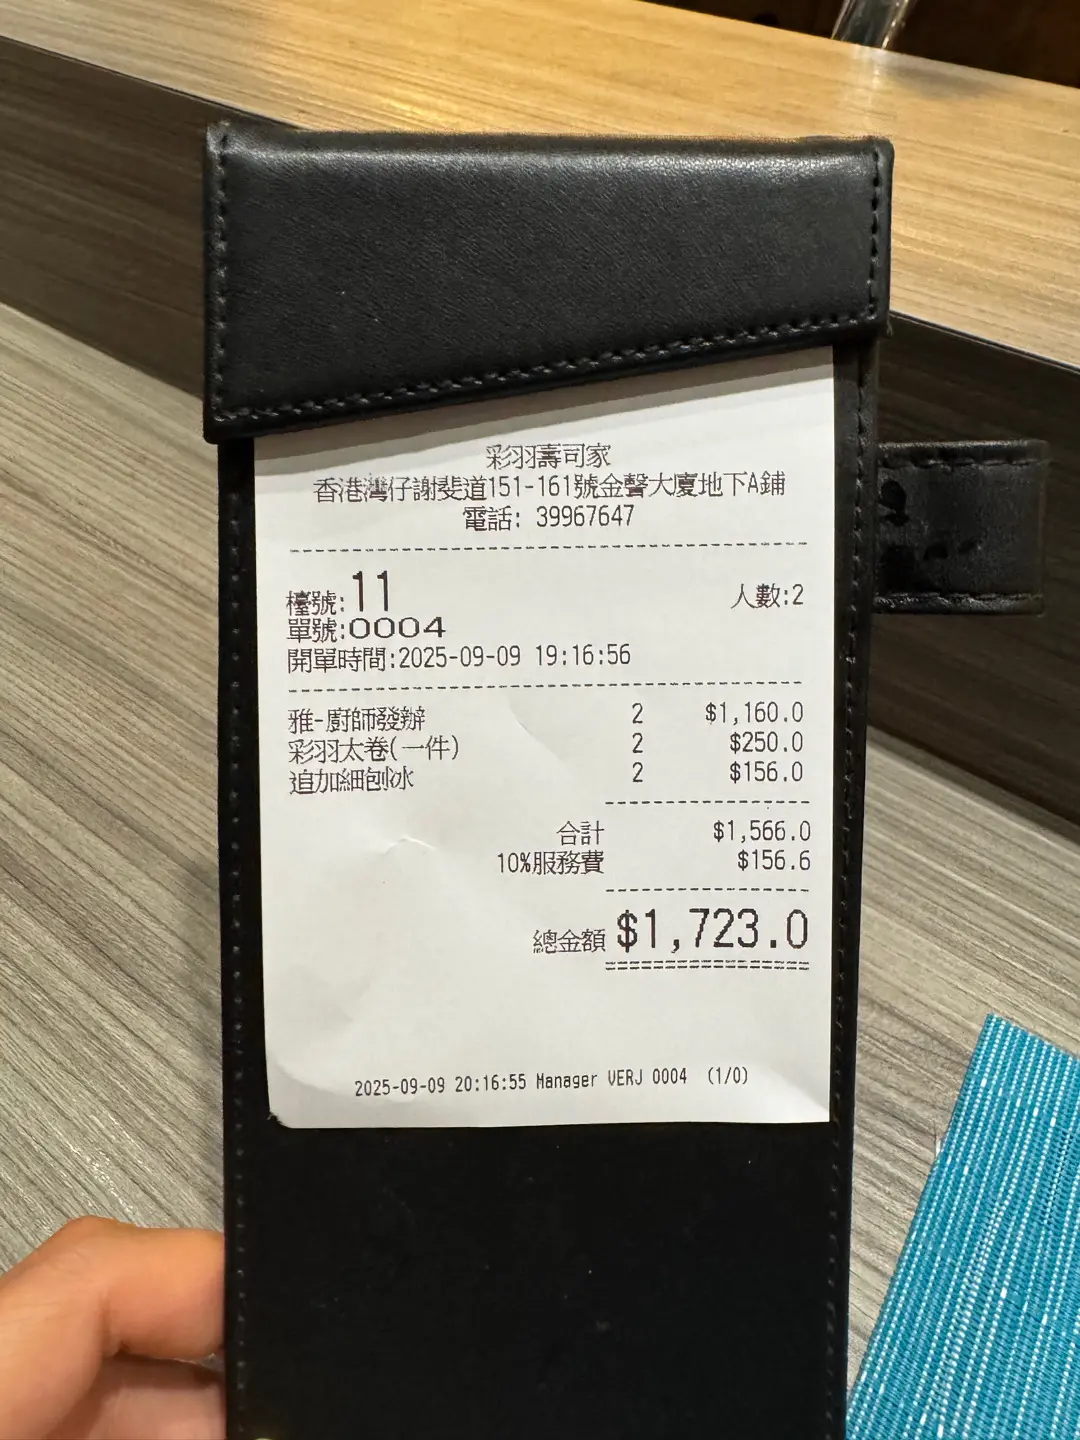 彩羽壽司家
香港灣仔謝斐道151-161號金聲大廈地下A鋪
電話: 39967647
檯號:11 人數:2
單號:0004
開單時間:2025-09-09 19:16:56
雅-廚師發辦 2 $1,160.0
彩羽太卷(一件) 2 $250.0
追加細刨冰 2 $156.0
合計 $1,566.0
10%服務費 $156.6
總金額 $1,723.0
2025-09-09 20:16:55 Manager VERJ 0004 (1/0)